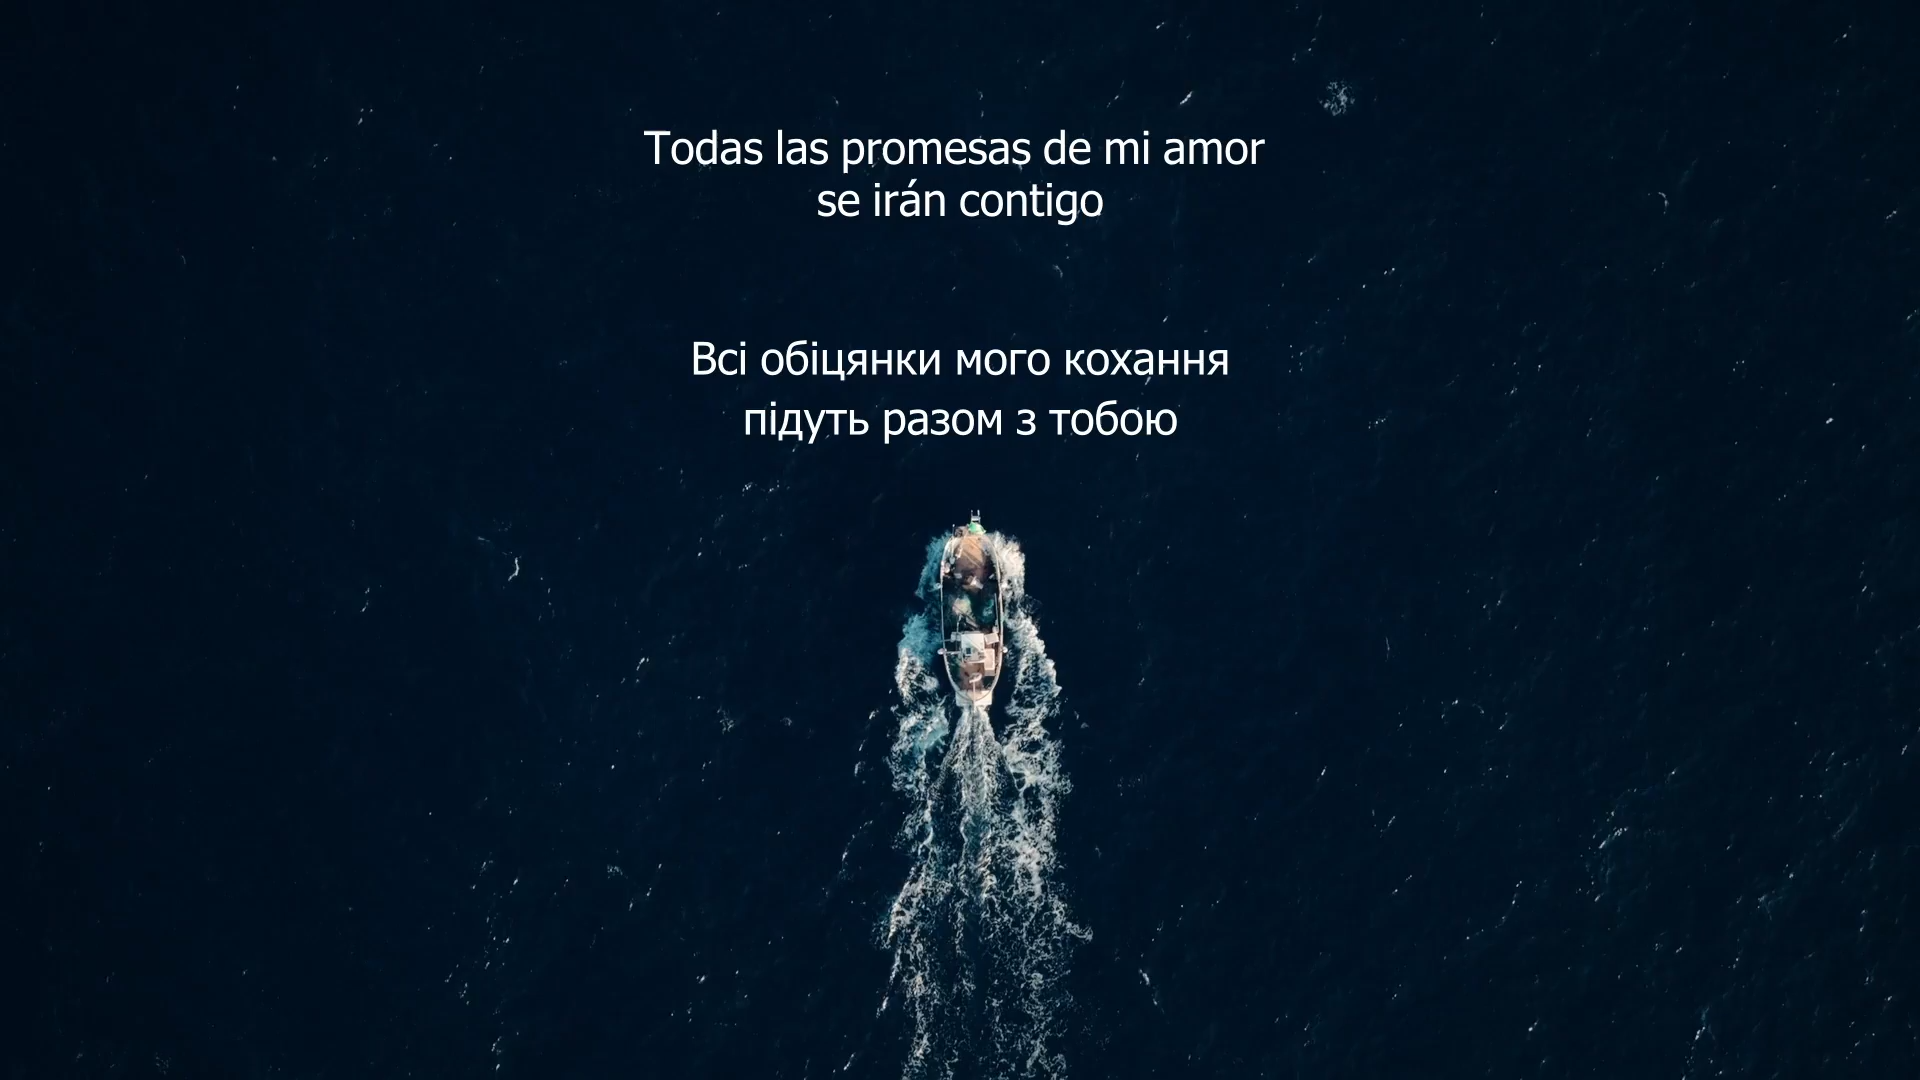 Todas las promesas de mi amor
se irán contigo
Всі обіцянки мого кохання
підуть разом з тобою